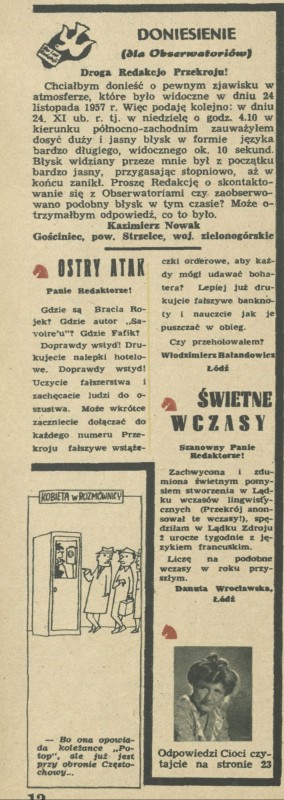 DONIESIENIE
(dla Obserwatoriów)
Droga Redakcjo Przekroju!
Chciałbym donieść o pewnym zjawisku w
atmosferze, które było widoczne w dniu 24
listopada 1957 r. Więc podaję kolejno: w dniu
24, XI ub. r. tj. w niedzielę o godz. 4.10 w
kierunku północno-zachodnim zauważyłem
dosyć duży i jasny błysk w formie języka
bardzo długiego, widocznego ok. 10 sekund.
Błysk widziany przeze mnie był z początku
bardzo jasny, przygasając stopniowo, aż w
końcu zanikł. Proszę Redakcję o skontakto-
wanie się z Obserwatoriami czy zaobserwo-
wano podobny błysk w tym czasie? Może o-
trzymałbym odpowiedź, co to było.
Kazimierz Nowak
Gościniec, pow. Strzelce, woj. zielonogórskie
OSTRY ATAK
Panie Redaktorze!
Gdzie są Bracia Ro-
jek? Gdzie autor „Sa-
voire'u"? Gdzie Fafik?
Doprawdy wstyd! Dru-
kujecie nalepki hotelo-
we. Doprawdy wstyd!
Uczycie fałszerstwa i
zachęcacie ludzi do o-
szustwa. Może wkrótce
zaczniecie dołączać do
każdego numeru Prze-
kroju fałszywe wstąże-
czki orderowe, aby każ-
dy mógł udawać boha-
tera? Lepiej już dru-
kujcie fałszywe bankno-
ty i nauczcie jak je
puszczać w obieg.
Czy przeholowałem?
Włodzimierz Bałandowicz
Łódź
ŚWIETNE
WCZASY
Szanowny Panie
Redaktorze!
Zachwycona i zdu-
miona świetnym pomy-
słem stworzenia w Ląd-
ku wczasów lingwisty-
cznych (Przekrój anon-
sował te wczasy!), spę-
dziłam w Lądku Zdroju
2 urocze tygodnie z ję-
zykiem francuskim.
Liczę na podobne
wczasy w roku przy-
szłym.
Danuta Wrocławska,
Łódź
KOBIETA w ROZMÓWNICY
— Bo ona opowia-
da koleżance „Po-
top", ale już jest
przy obronie Często-
chowy...
Odpowiedzi Cioci czy-
tajcie na stronie 23
12